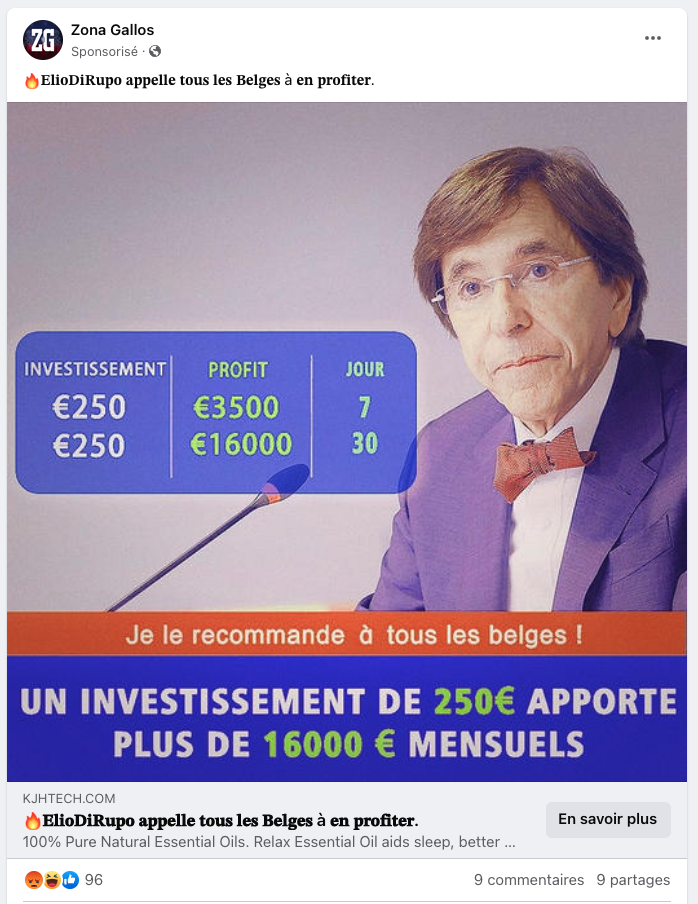 ZG
Zona Gallos
Sponsorisé ·
🔥ElioDiRupo appelle tous les Belges à en profiter.
INVESTISSEMENT PROFIT JOUR
€250 €3500 7
€250 €16000 30
Je le recommande à tous les belges !
UN INVESTISSEMENT DE 250€ APPORTE
PLUS DE 16000 € MENSUELS
KJHTECH.COM
🔥ElioDiRupo appelle tous les Belges à en profiter.
100% Pure Natural Essential Oils. Relax Essential Oil aids sleep, better ...
En savoir plus
96
9 commentaires 9 partages